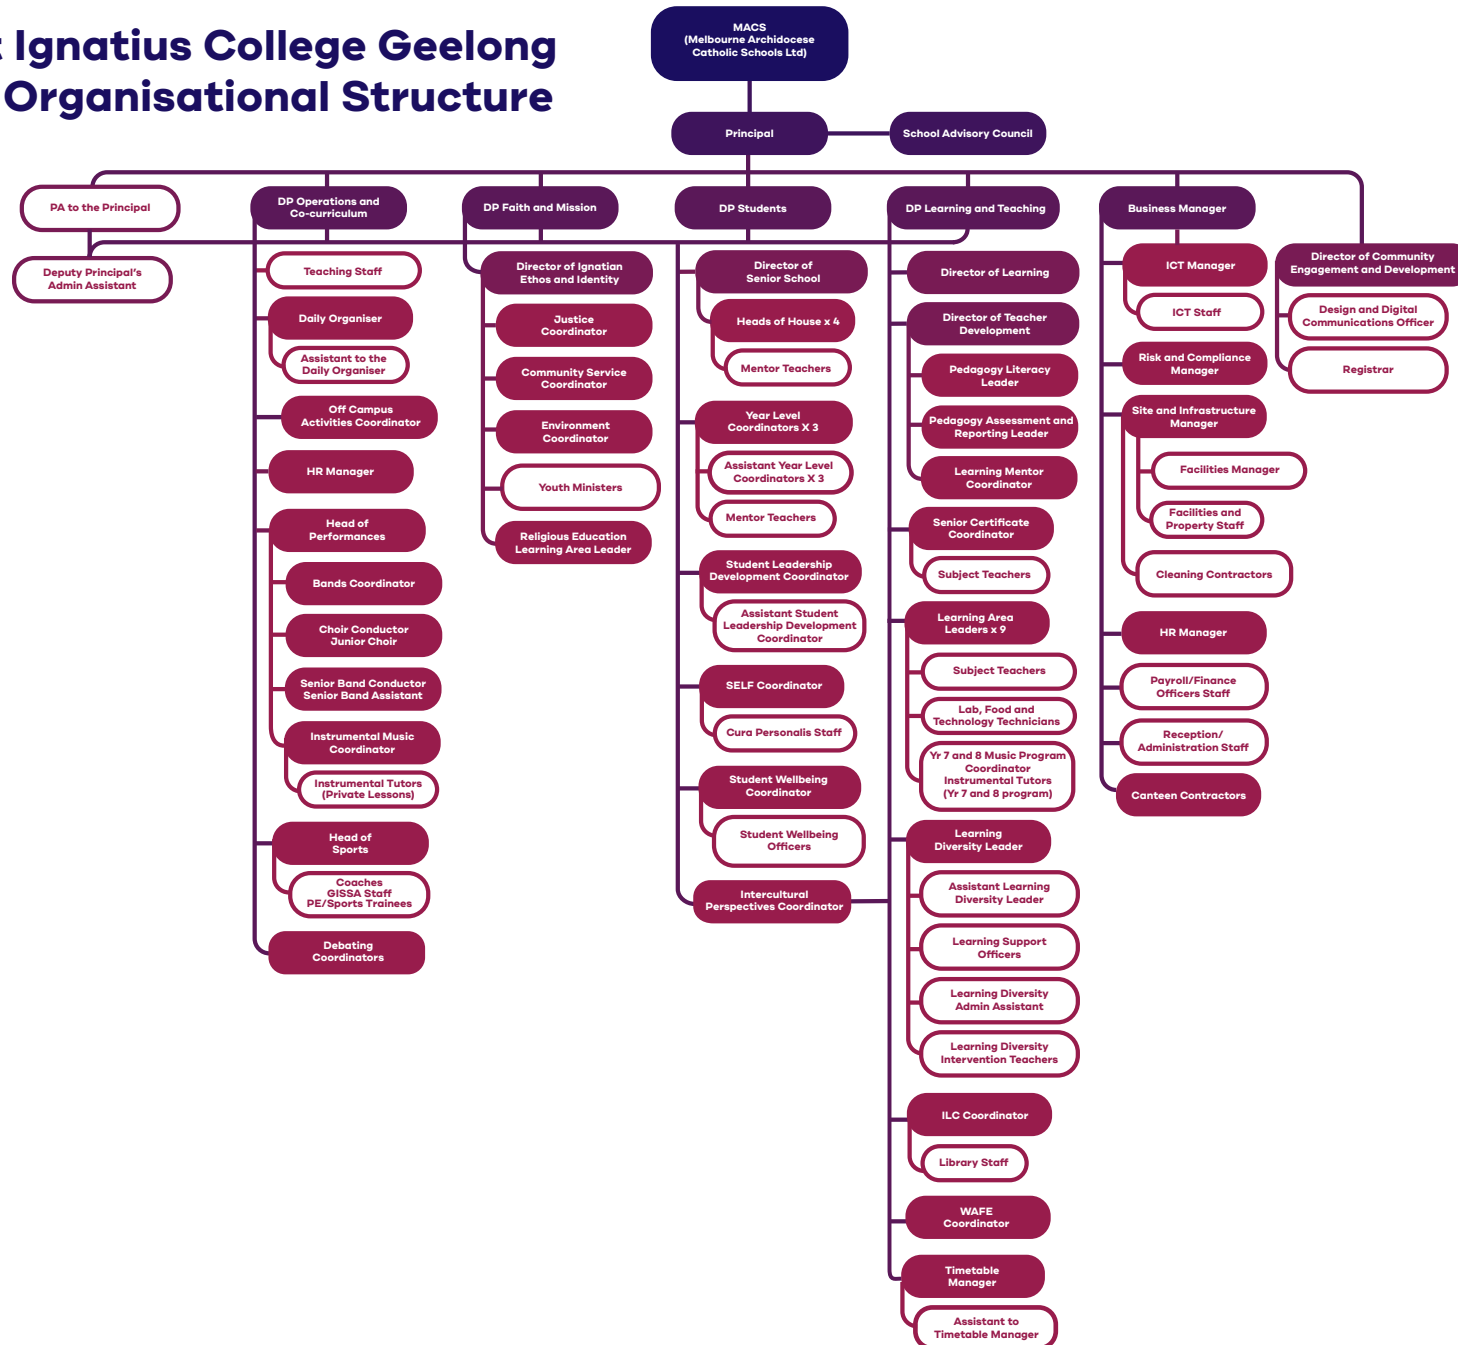 t Ignatius College Geelong
Organisational Structure
MACS
(Melbourne Archidocese
Catholic Schools Ltd)
Principal
School Advisory Council
PA to the Principal
Deputy Principal's
Admin Assistant
DP Operations and
Co-curriculum
Teaching Staff
Daily Organiser
Assistant to the
Daily Organiser
Off Campus
Activities Coordinator
HR Manager
Head of
Performances
Bands Coordinator
Choir Conductor
Junior Choir
Senior Band Conductor
Senior Band Assistant
Instrumental Music
Coordinator
Instrumental Tutors
(Private Lessons)
Head of
Sports
Coaches
GISSA Staff
PE/Sports Trainees
Debating
Coordinators
DP Faith and Mission
Director of Ignatian
Ethos and Identity
Justice
Coordinator
Community Service
Coordinator
Environment
Coordinator
Youth Ministers
Religious Education
Learning Area Leader
DP Students
Director of
Senior School
Heads of House x 4
Mentor Teachers
Year Level
Coordinators X 3
Assistant Year Level
Coordinators X 3
Mentor Teachers
Student Leadership
Development Coordinator
Assistant Student
Leadership Development
Coordinator
SELF Coordinator
Cura Personalis Staff
Student Wellbeing
Coordinator
Student Wellbeing
Officers
Intercultural
Perspectives Coordinator
DP Learning and Teaching
Director of Learning
Director of Teacher
Development
Pedagogy Literacy
Leader
Pedagogy Assessment and
Reporting Leader
Learning Mentor
Coordinator
Senior Certificate
Coordinator
Subject Teachers
Learning Area
Leaders x 9
Subject Teachers
Lab, Food and
Technology Technicians
Yr 7 and 8 Music Program
Coordinator
Instrumental Tutors
(Yr 7 and 8 program)
Learning
Diversity Leader
Assistant Learning
Diversity Leader
Learning Support
Officers
Learning Diversity
Admin Assistant
Learning Diversity
Intervention Teachers
ILC Coordinator
Library Staff
WAFE
Coordinator
Timetable
Manager
Assistant to
Timetable Manager
Business Manager
ICT Manager
ICT Staff
Risk and Compliance
Manager
Site and Infrastructure
Manager
Facilities Manager
Facilities and
Property Staff
Cleaning Contractors
HR Manager
Payroll/Finance
Officers Staff
Reception/
Administration Staff
Canteen Contractors
Director of Community
Engagement and Development
Design and Digital
Communications Officer
Registrar